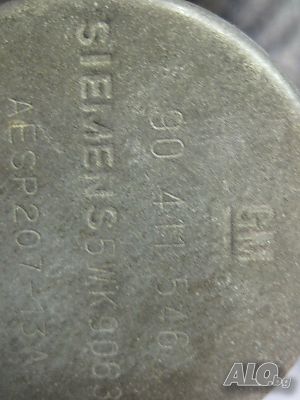 GM
90 411 546
SIEMENS 5WK9063
AESP207-13A
ALO.bg